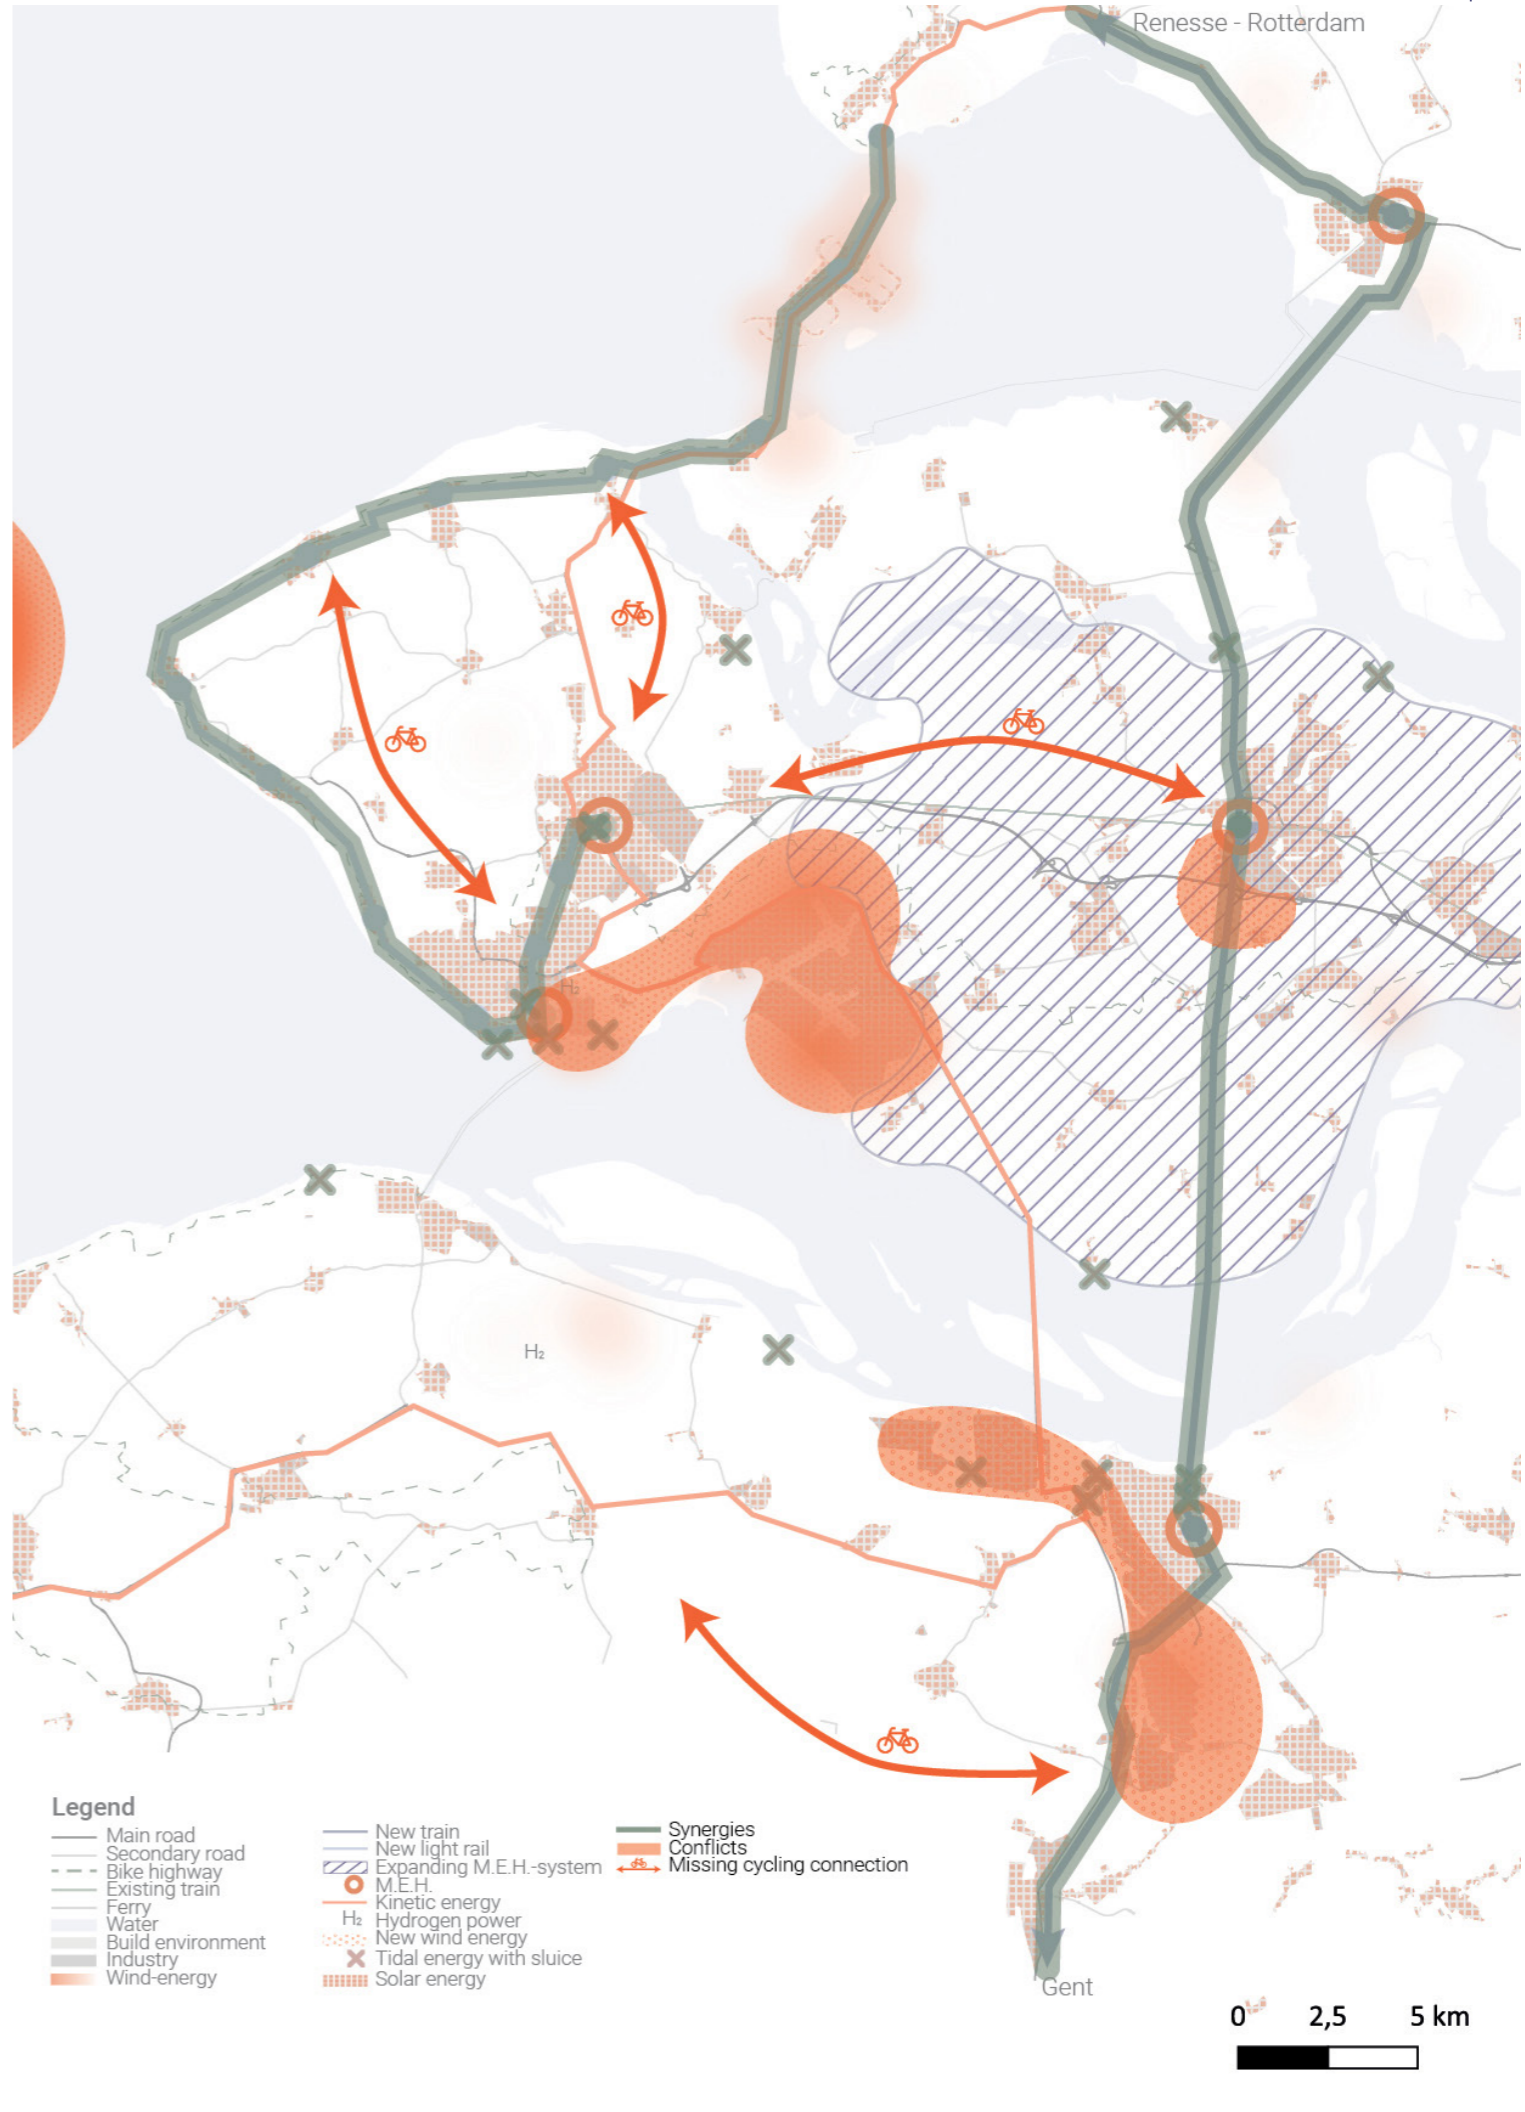 Renesse - Rotterdam
H₂
H₂
Gent
Legend
Main road
Secondary road
Bike highway
Existing train
Ferry
Water
Build environment
Industry
Wind-energy
New train
New light rail
Expanding M.E.H.-system
M.E.H.
Kinetic energy
H₂ Hydrogen power
New wind energy
Tidal energy with sluice
Solar energy
Synergies
Conflicts
Missing cycling connection
0 2,5 5 km